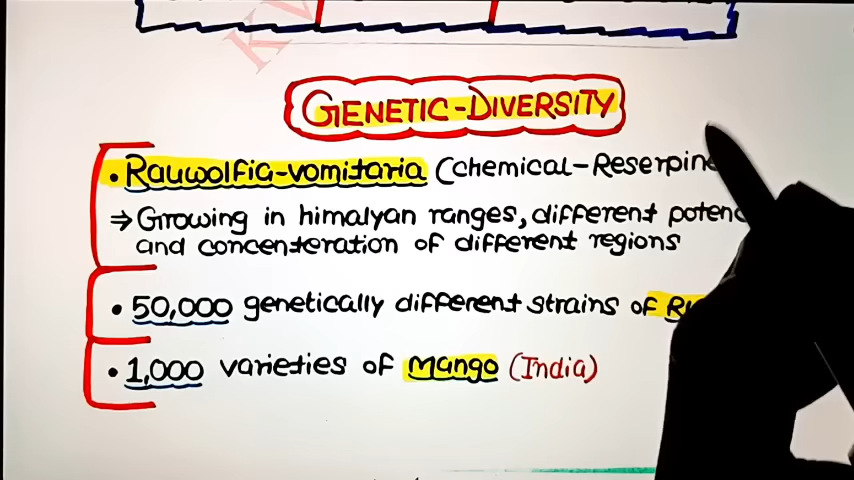 KV
GENETIC-DIVERSITY
• Rauwolfia-vomitaria (chemical-Reserpine
⇒ Growing in himalyan ranges, different potenc
and concenteration of different regions
• 50,000 genetically different strains of
• 1,000 varieties of mango (India)